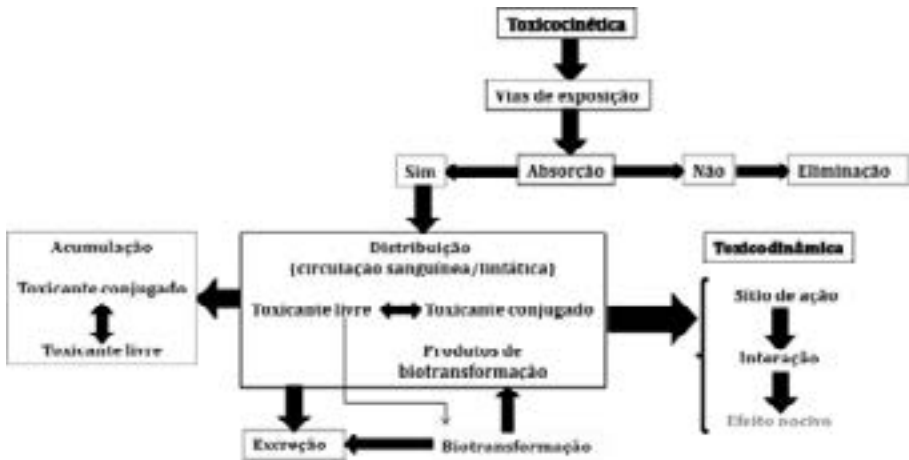 Toxicocinética
Vias de exposição
Sim
Absorção
Não
Eliminação
Acumulação
Toxicante conjugado
Toxicante livre
Distribuição
(circulação sanguínea/linfática)
Toxicante livre
Toxicante conjugado
Produtos de
biotransformação
Toxicodinâmica
Sítio de ação
Interação
Efeito nocivo
Excreção
Biotransformação